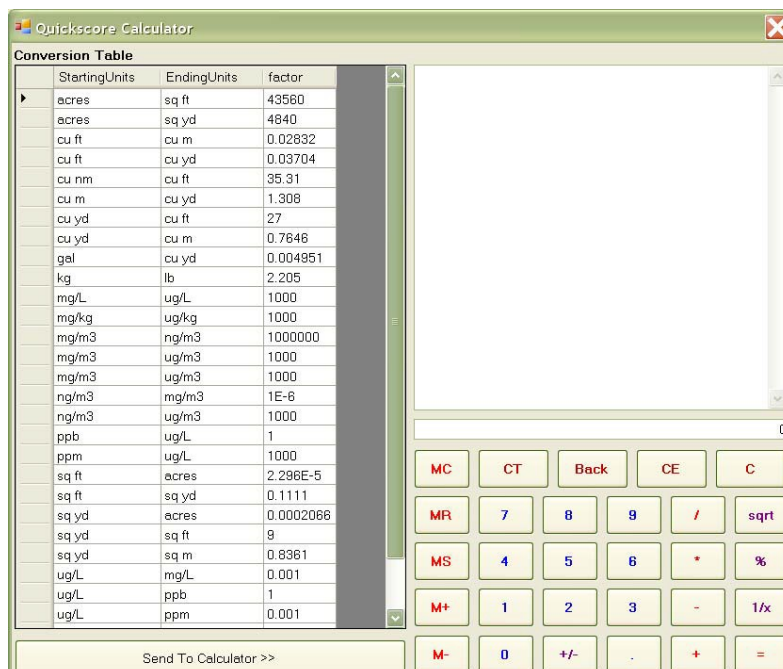 Quickscore Calculator
Conversion Table
StartingUnits EndingUnits factor
acres sq ft 43560
acres sq yd 4840
cu ft cu m 0.02832
cu ft cu yd 0.03704
cu nm cu ft 35.31
cu m cu yd 1.308
cu yd cu ft 27
cu yd cu m 0.7646
gal cu yd 0.004951
kg lb 2.205
mg/L ug/L 1000
mg/kg ug/kg 1000
mg/m3 ng/m3 1000000
mg/m3 ug/m3 1000
mg/m3 ug/m3 1000
ng/m3 mg/m3 1E-6
ng/m3 ug/m3 1000
ppb ug/L 1
ppm ug/L 1000
sq ft acres 2.296E-5
sq ft sq yd 0.1111
sq yd acres 0.0002066
sq yd sq ft 9
sq yd sq m 0.8361
ug/L mg/L 0.001
ug/L ppb 1
ug/L ppm 0.001
Send To Calculator >>
0
MC CT Back CE C
MR 7 8 9 / sqrt
MS 4 5 6 * %
M+ 1 2 3 - 1/x
M- 0 +/- . + =